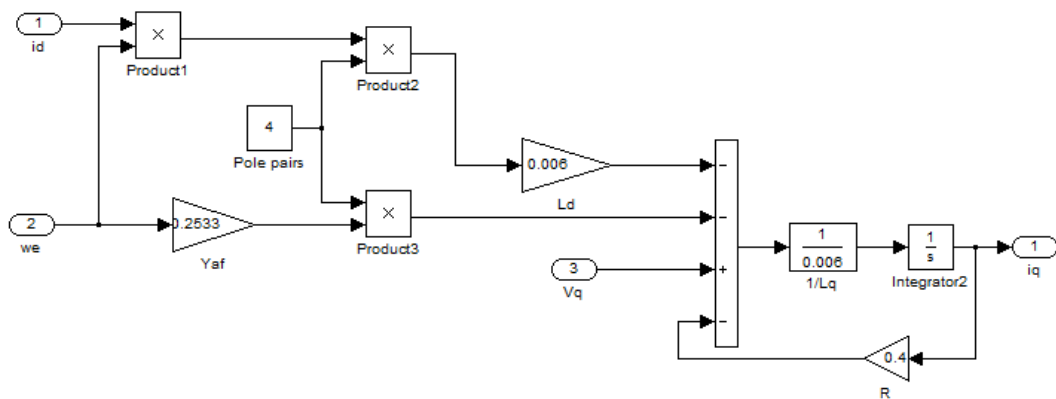 1
id
×
Product1
×
Product2
4
Pole pairs
0.006
Ld
2
we
0.2533
Yaf
×
Product3
3
Vq
−
−
+
−
1
0.006
1/Lq
1
s
Integrator2
1
iq
0.4
R